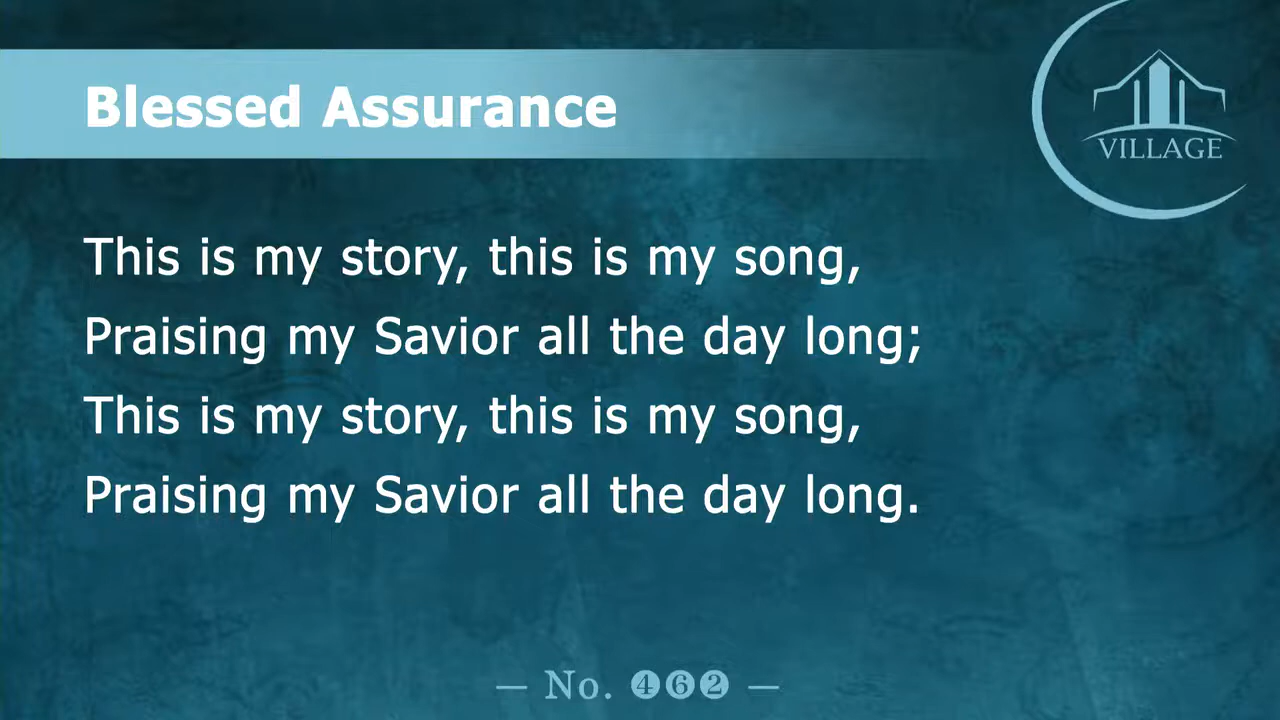 Blessed Assurance
VILLAGE
This is my story, this is my song,
Praising my Savior all the day long;
This is my story, this is my song,
Praising my Savior all the day long.
— No. ❹❻❷ —